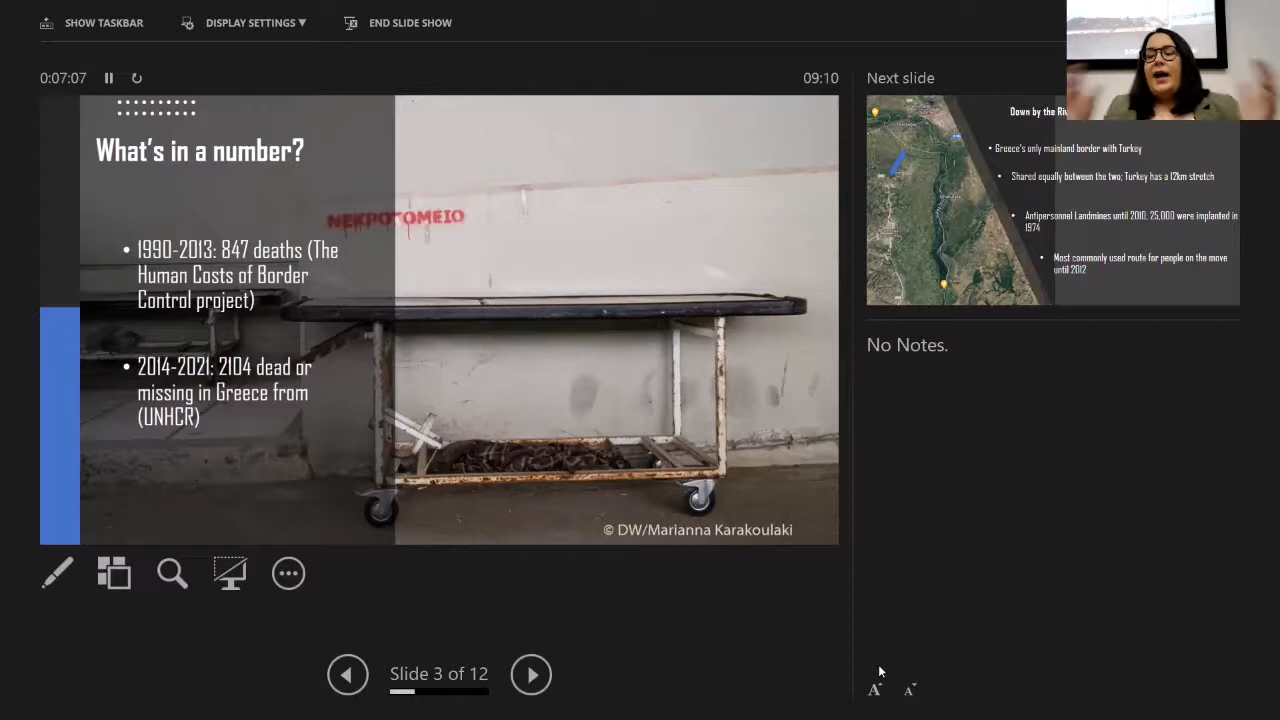 SHOW TASKBAR
DISPLAY SETTINGS ▼
END SLIDE SHOW
0:07:07
09:10
Next slide
What's in a number?
ΝΕΚΡΟΤΟΜΕΙΟ
• 1990-2013: 847 deaths (The
Human Costs of Border
Control project)
• 2014-2021: 2104 dead or
missing in Greece from
(UNHCR)
© DW/Marianna Karakoulaki
Down by the
• Greece's only mainland border with Turkey
• Shared equally between the two; Turkey has a 12km stretch
• Antipersonnel Landmines until 2010. 25,000 were implanted in
1974
• Most commonly used route for people on the move
until 2012
No Notes.
Slide 3 of 12
A A